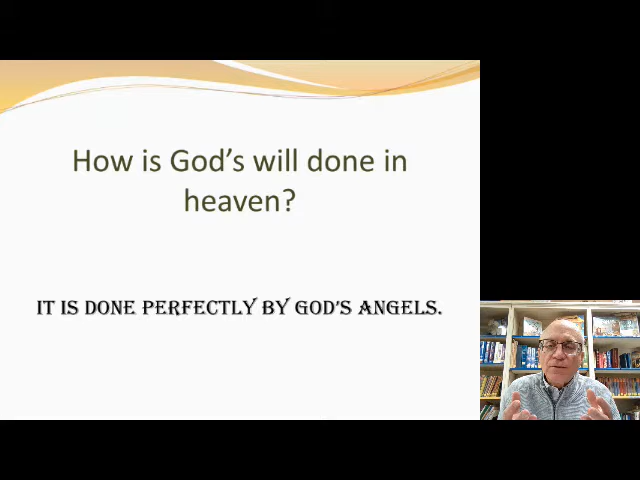 How is God's will done in
heaven?
IT IS DONE PERFECTLY BY GOD'S ANGELS.